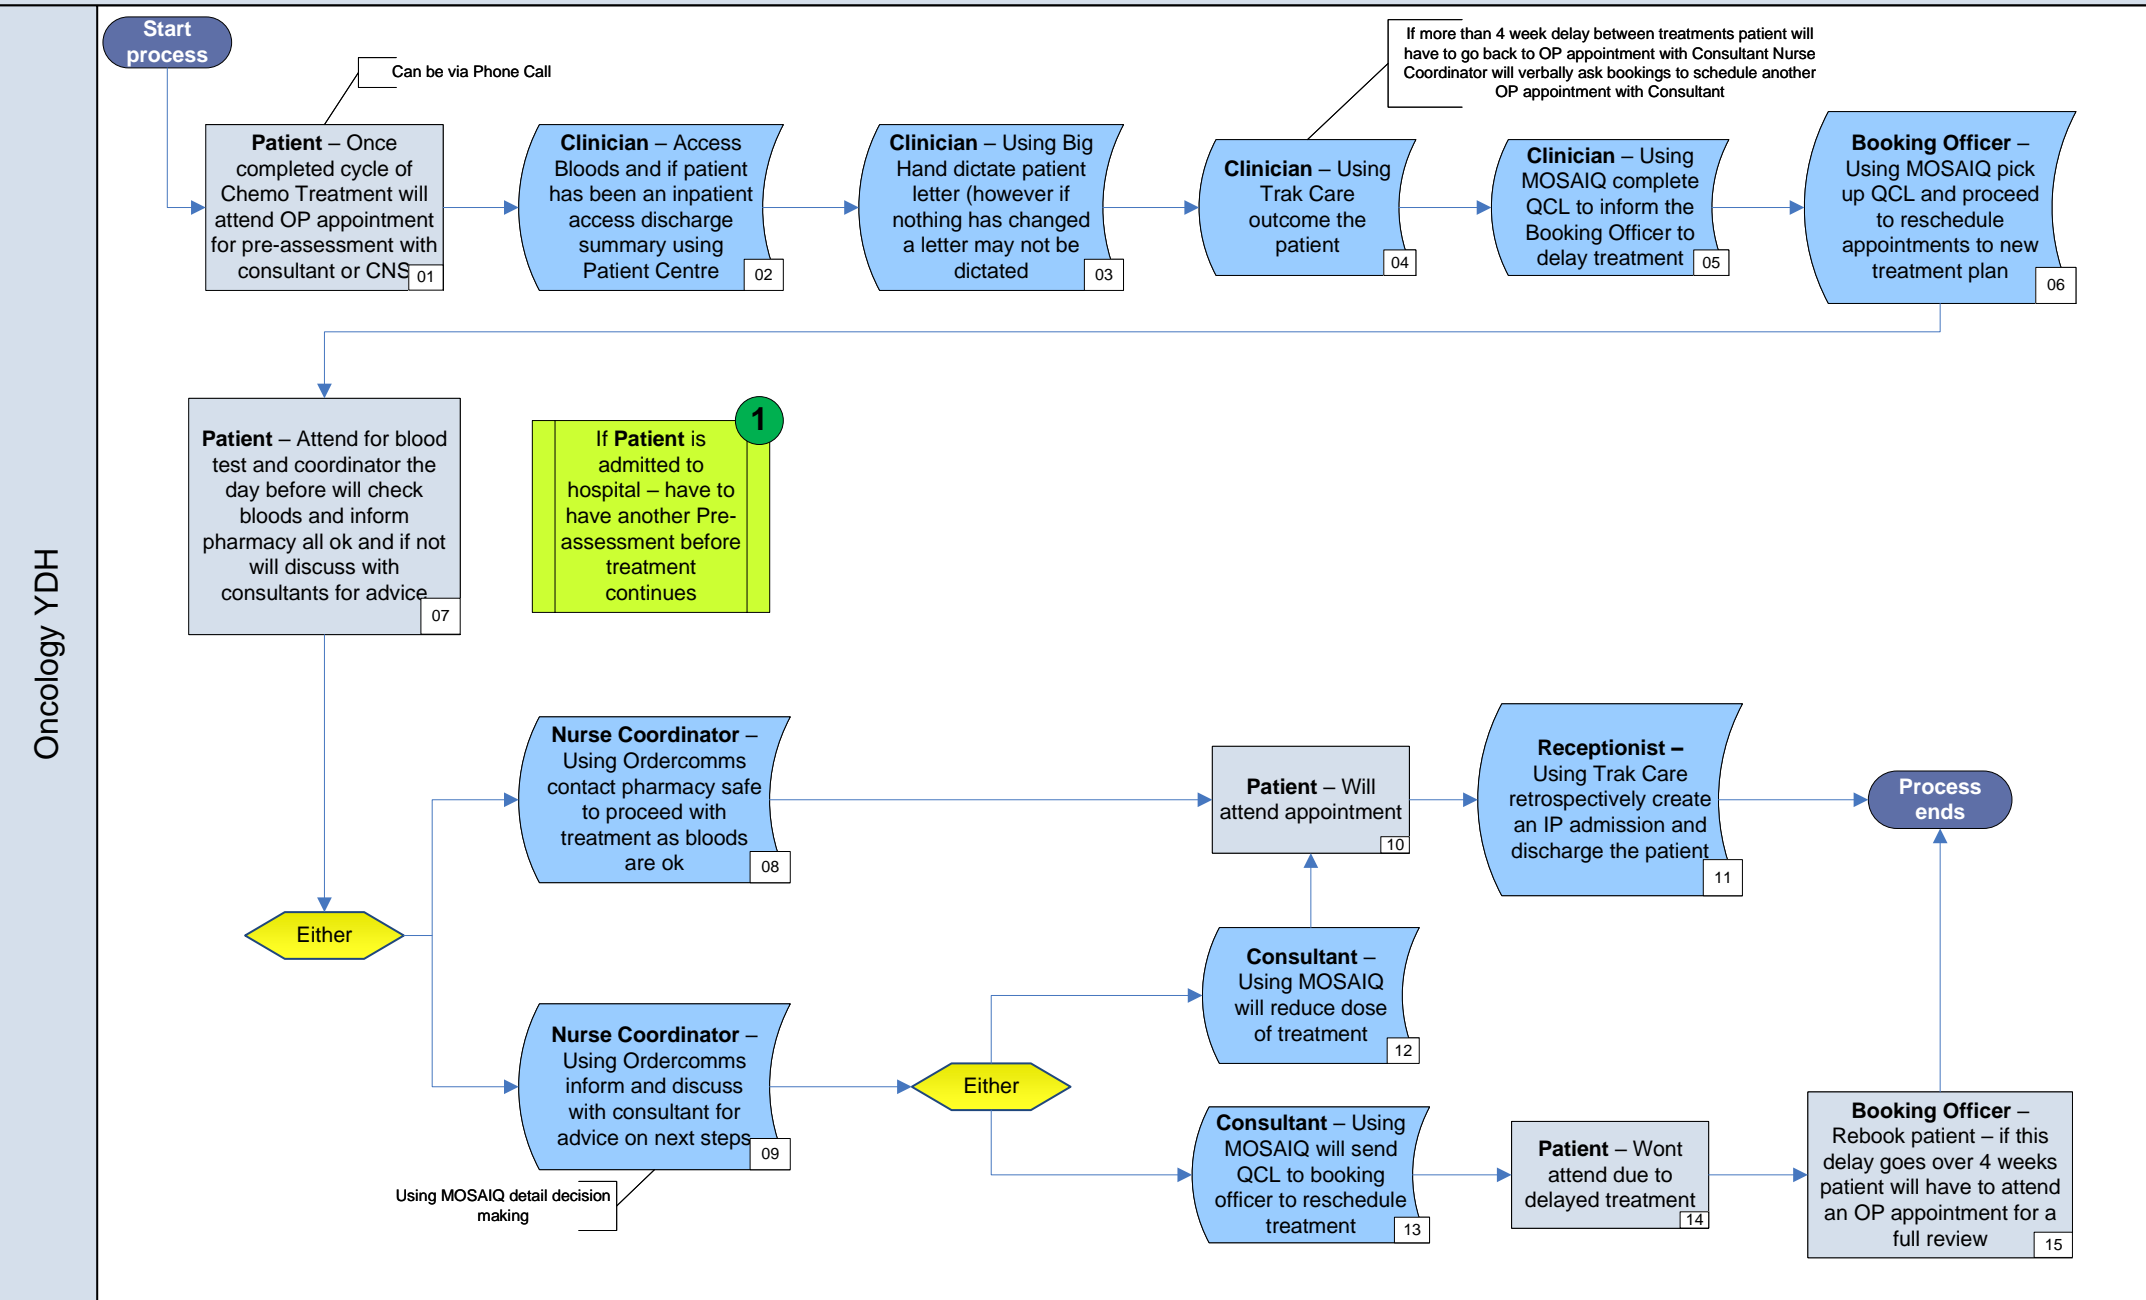 Start
process
Can be via Phone Call
If more than 4 week delay between treatments patient will
have to go back to OP appointment with Consultant Nurse
Coordinator will verbally ask bookings to schedule another
OP appointment with Consultant
Patient – Once
completed cycle of
Chemo Treatment will
attend OP appointment
for pre-assessment with
consultant or CNS
01
Clinician – Access
Bloods and if patient
has been an inpatient
access discharge
summary using
Patient Centre
02
Clinician – Using Big
Hand dictate patient
letter (however if
nothing has changed
a letter may not be
dictated
03
Clinician – Using
Trak Care
outcome the
patient
04
Clinician – Using
MOSAIQ complete
QCL to inform the
Booking Officer to
delay treatment
05
Booking Officer –
Using MOSAIQ pick
up QCL and proceed
to reschedule
appointments to new
treatment plan
06
Oncology YDH
Patient – Attend for blood
test and coordinator the
day before will check
bloods and inform
pharmacy all ok and if not
will discuss with
consultants for advice
07
1
If Patient is
admitted to
hospital – have to
have another Pre-
assessment before
treatment
continues
Either
Nurse Coordinator –
Using Ordercomms
contact pharmacy safe
to proceed with
treatment as bloods
are ok
08
Patient – Will
attend appointment
10
Receptionist –
Using Trak Care
retrospectively create
an IP admission and
discharge the patient
11
Process
ends
Nurse Coordinator –
Using Ordercomms
inform and discuss
with consultant for
advice on next steps
09
Using MOSAIQ detail decision
making
Either
Consultant –
Using MOSAIQ
will reduce dose
of treatment
12
Consultant – Using
MOSAIQ will send
QCL to booking
officer to reschedule
treatment
13
Patient – Wont
attend due to
delayed treatment
14
Booking Officer –
Rebook patient – if this
delay goes over 4 weeks
patient will have to attend
an OP appointment for a
full review
15